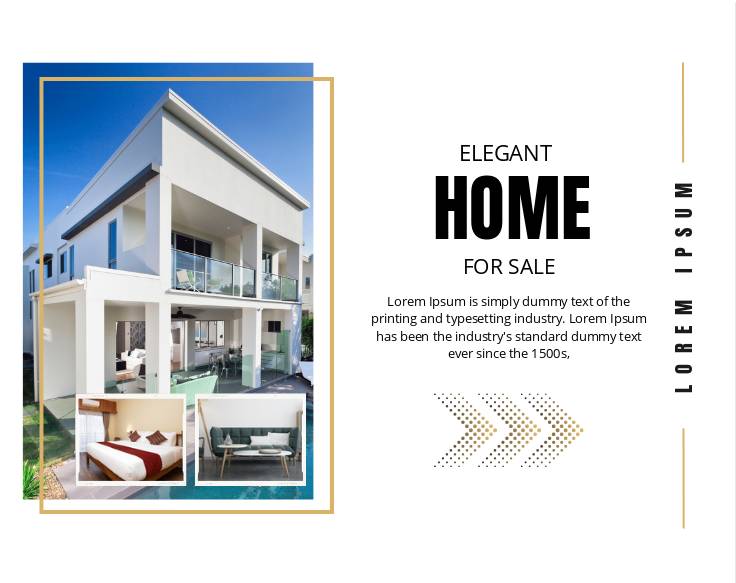 ELEGANT
HOME
FOR SALE
Lorem Ipsum is simply dummy text of the
printing and typesetting industry. Lorem Ipsum
has been the industry's standard dummy text
ever since the 1500s,
LOREM IPSUM